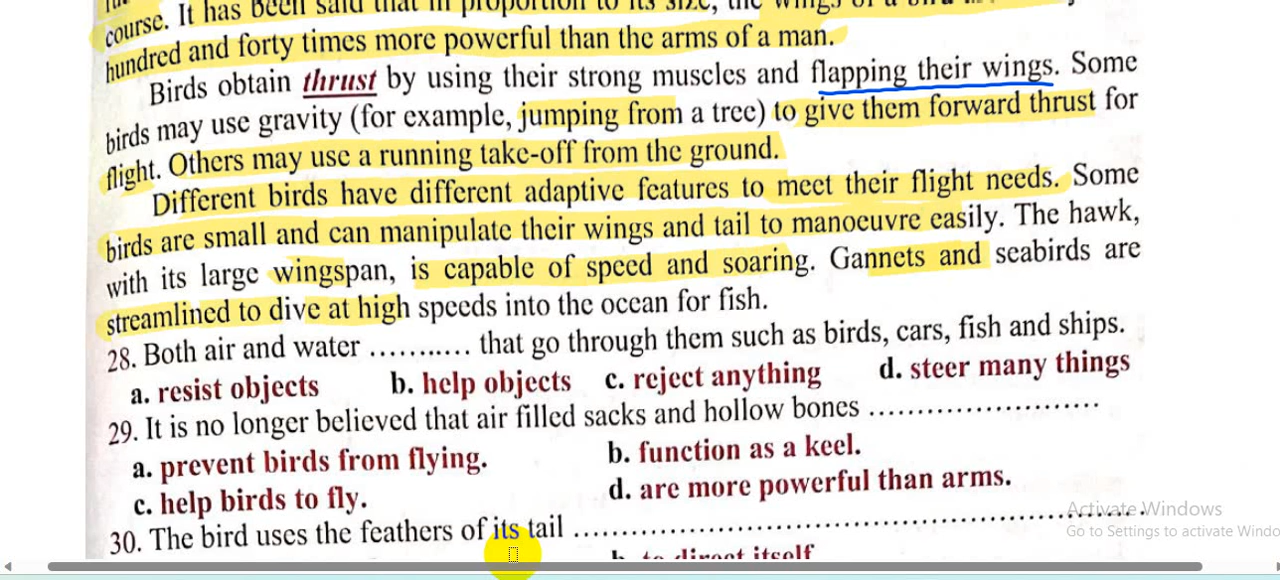 course. It has been said that in proportion to its size, the wings of a
hundred and forty times more powerful than the arms of a man.
Birds obtain thrust by using their strong muscles and flapping their wings. Some
birds may use gravity (for example, jumping from a tree) to give them forward thrust for
flight. Others may use a running take-off from the ground.
Different birds have different adaptive features to meet their flight needs. Some
birds are small and can manipulate their wings and tail to manoeuvre easily. The hawk,
with its large wingspan, is capable of speed and soaring. Gannets and seabirds are
streamlined to dive at high speeds into the ocean for fish.
28. Both air and water ........... that go through them such as birds, cars, fish and ships.
a. resist objects b. help objects c. reject anything d. steer many things
29. It is no longer believed that air filled sacks and hollow bones ........................
a. prevent birds from flying. b. function as a keel.
c. help birds to fly. d. are more powerful than arms.
30. The bird uses the feathers of its tail ............................................................
b. to direct itself
Activate Windows
Go to Settings to activate Windo